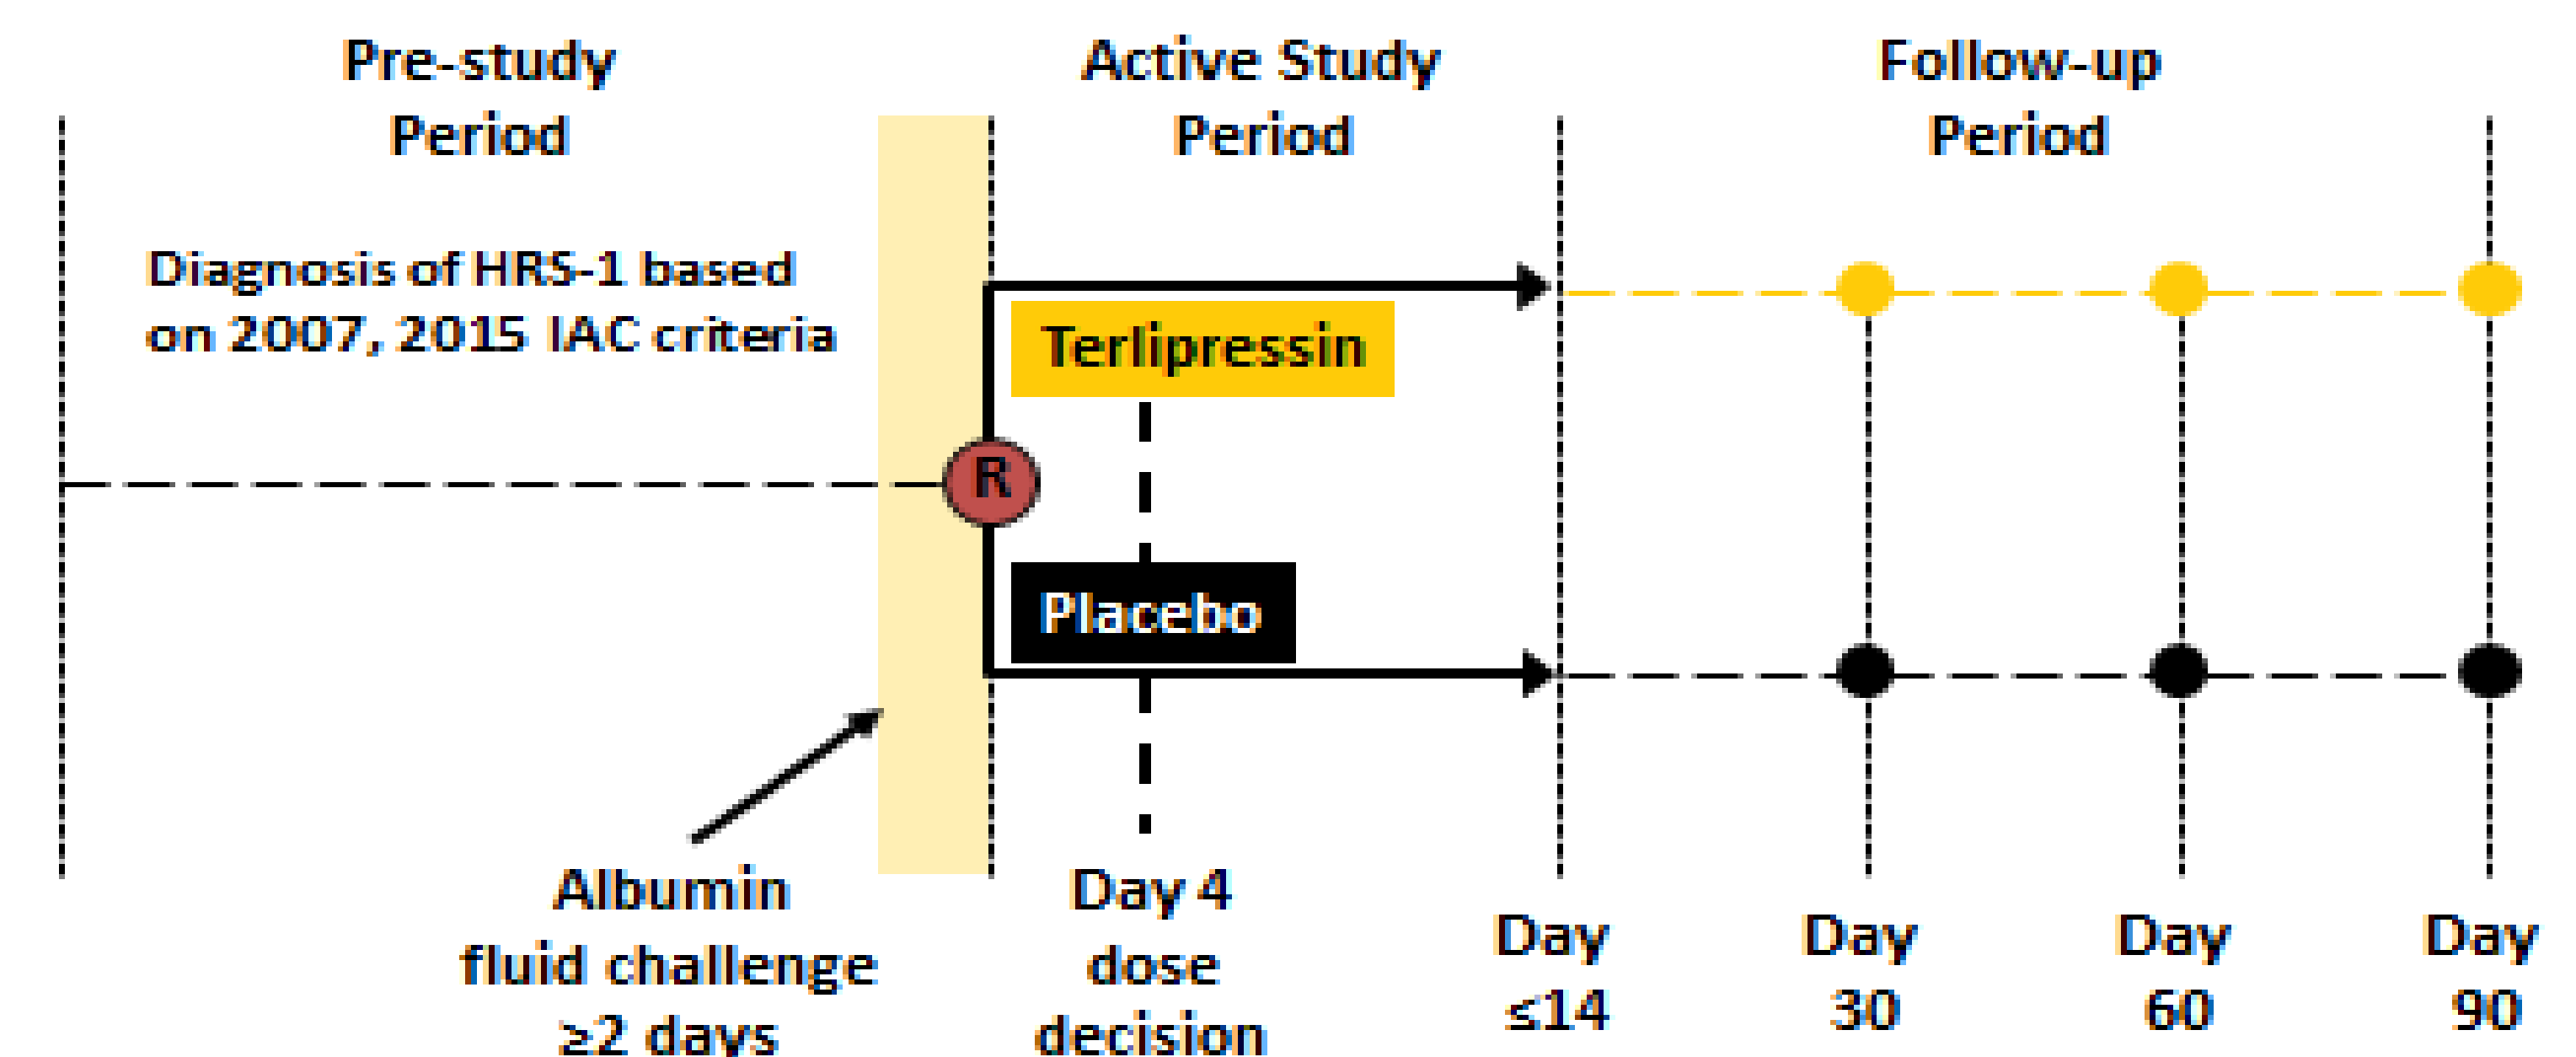 Pre-study
Period
Active Study
Period
Follow-up
Period
Diagnosis of HRS-1 based
on 2007, 2015 IAC criteria
Terlipressin
R
Placebo
Albumin
fluid challenge
≥2 days
Day 4
dose
decision
Day
≤14
Day
30
Day
60
Day
90